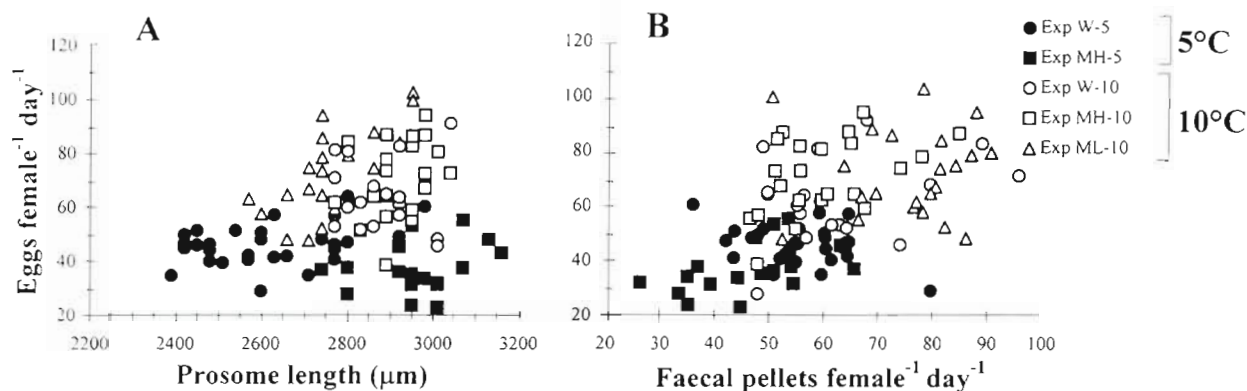 A
B
Eggs female⁻¹ day⁻¹
120
100
80
60
40
20
2200
2400
2600
2800
3000
3200
Prosome length (µm)
120
100
80
60
40
20
20
30
40
50
60
70
80
90
100
Faecal pellets female⁻¹ day⁻¹
Exp W-5
Exp MH-5
Exp W-10
Exp MH-10
Exp ML-10
5°C
10°C